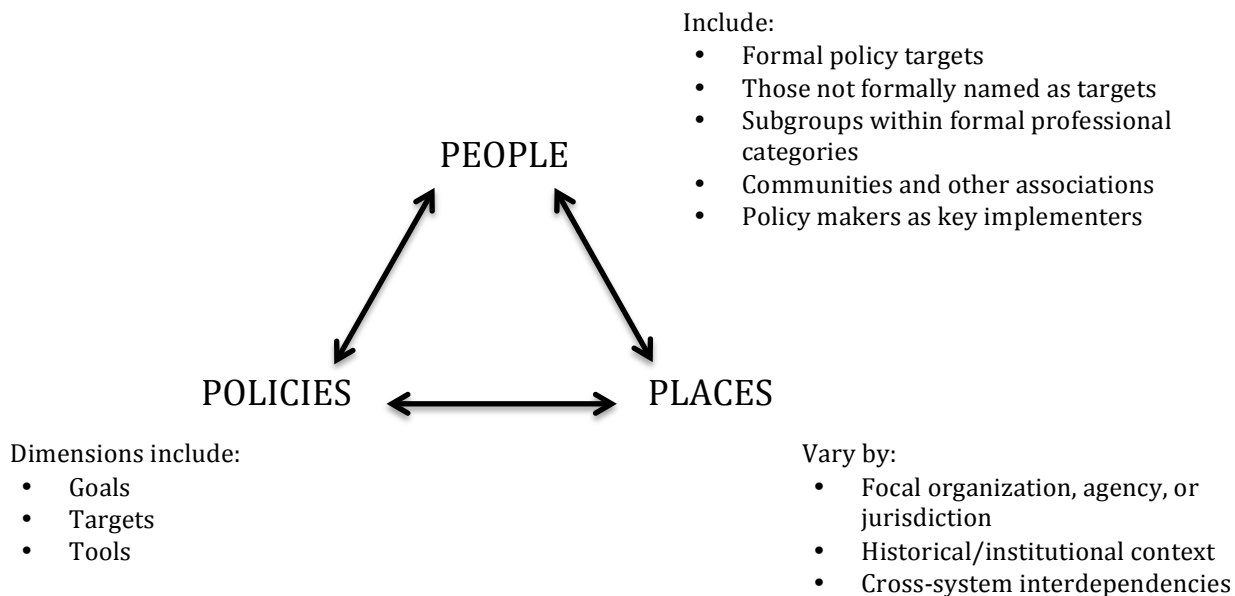 Include:
• Formal policy targets
• Those not formally named as targets
• Subgroups within formal professional
categories
• Communities and other associations
• Policy makers as key implementers
PEOPLE
POLICIES
PLACES
Dimensions include:
• Goals
• Targets
• Tools
Vary by:
• Focal organization, agency, or
jurisdiction
• Historical/institutional context
• Cross-system interdependencies